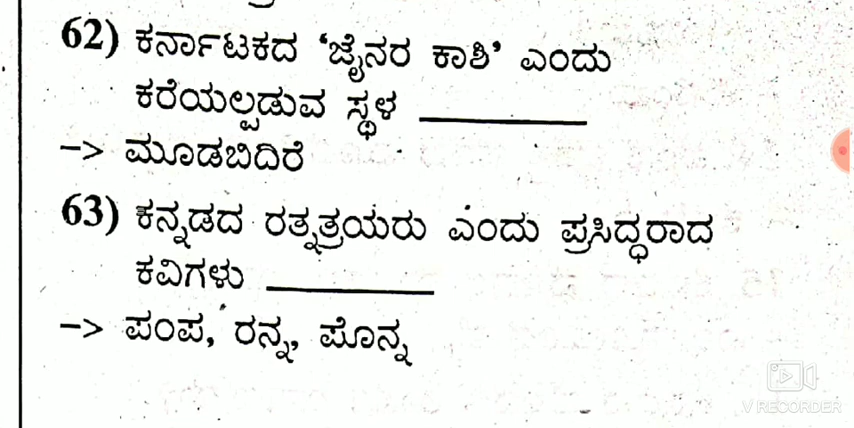 62) ಕರ್ನಾಟಕದ ‘ಜೈನರ ಕಾಶಿ’ ಎಂದು
ಕರೆಯಲ್ಪಡುವ ಸ್ಥಳ ________
–> ಮೂಡಬಿದಿರೆ
63) ಕನ್ನಡದ ರತ್ನತ್ರಯರು ಎಂದು ಪ್ರಸಿದ್ಧರಾದ
ಕವಿಗಳು ________
–> ಪಂಪ, ರನ್ನ, ಪೊನ್ನ
V RECORDER